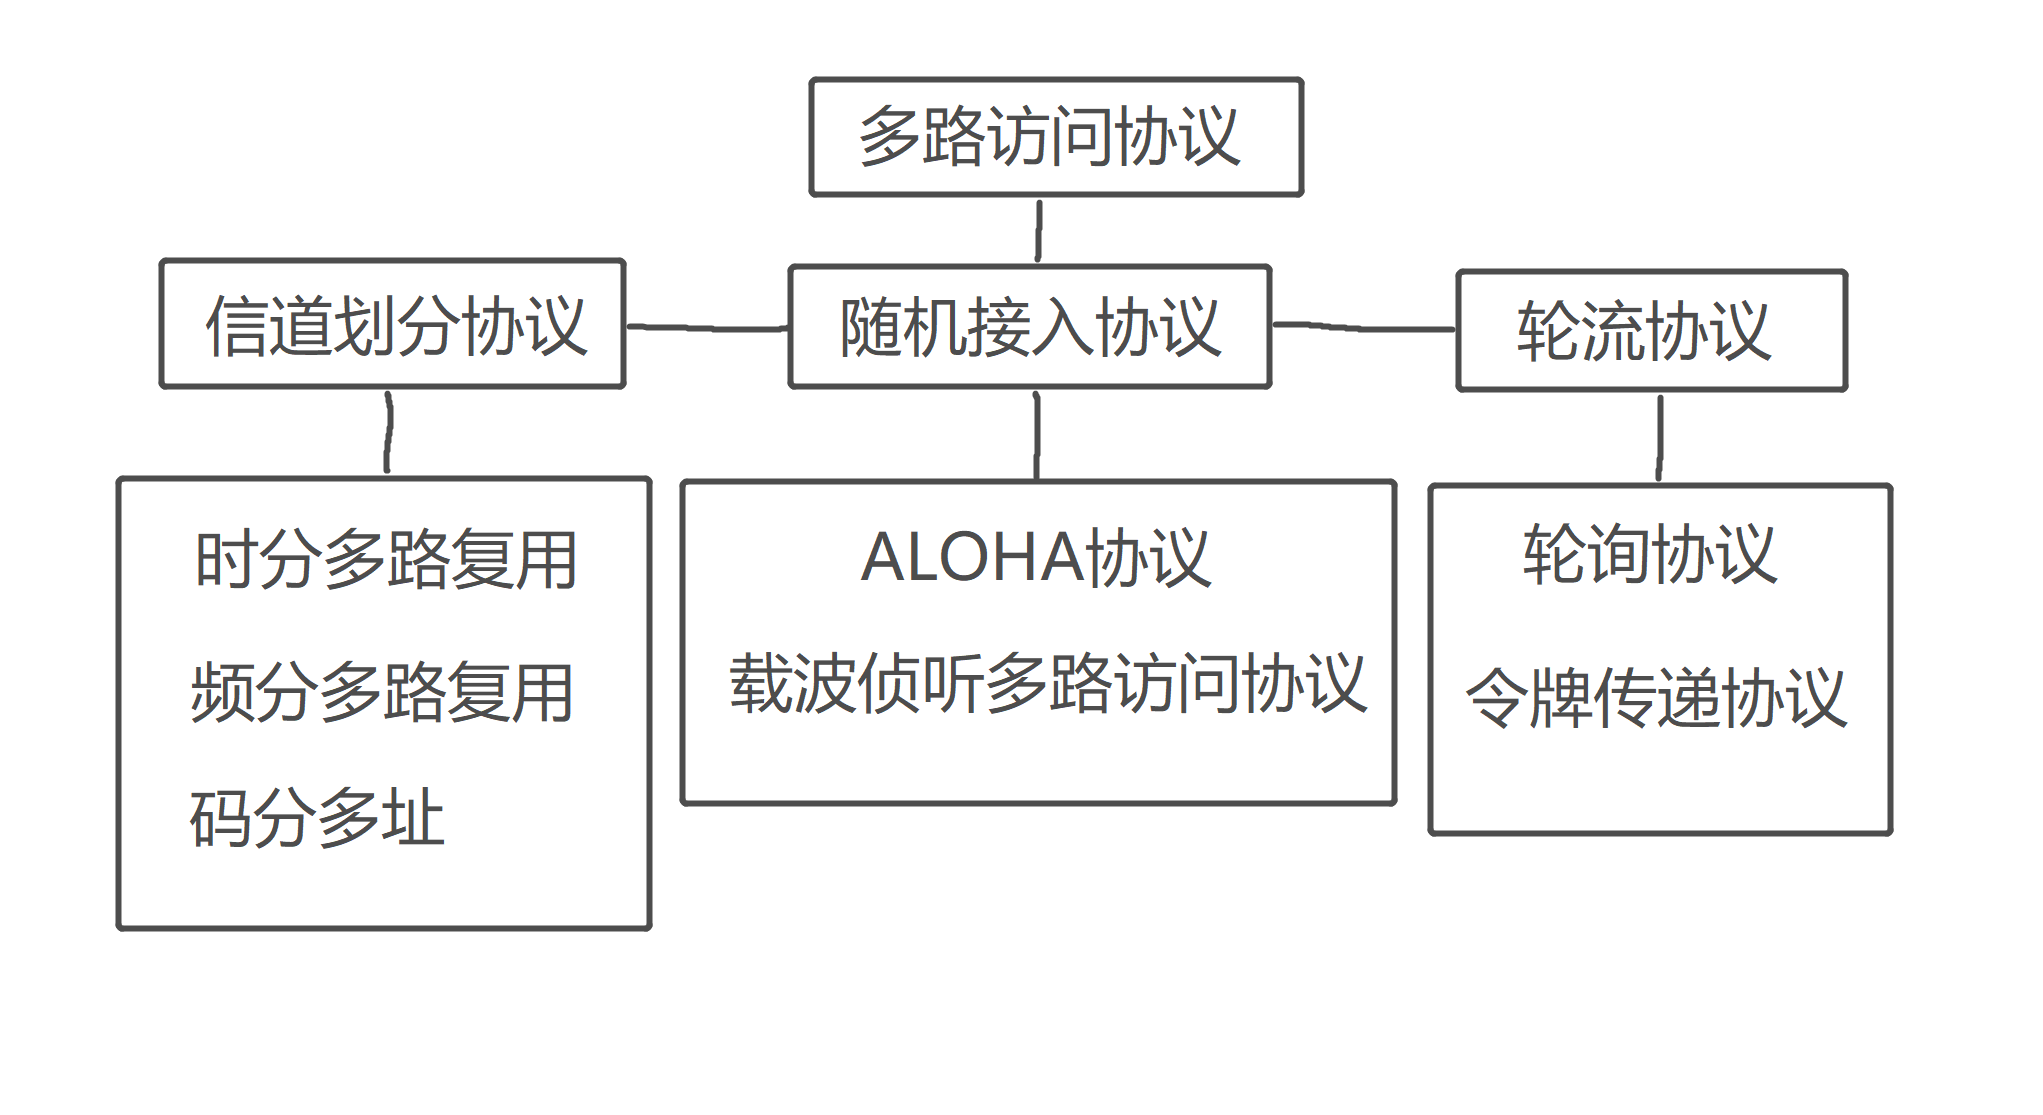 多路访问协议
信道划分协议
随机接入协议
轮流协议
时分多路复用
频分多路复用
码分多址
ALOHA协议
载波侦听多路访问协议
轮询协议
令牌传递协议